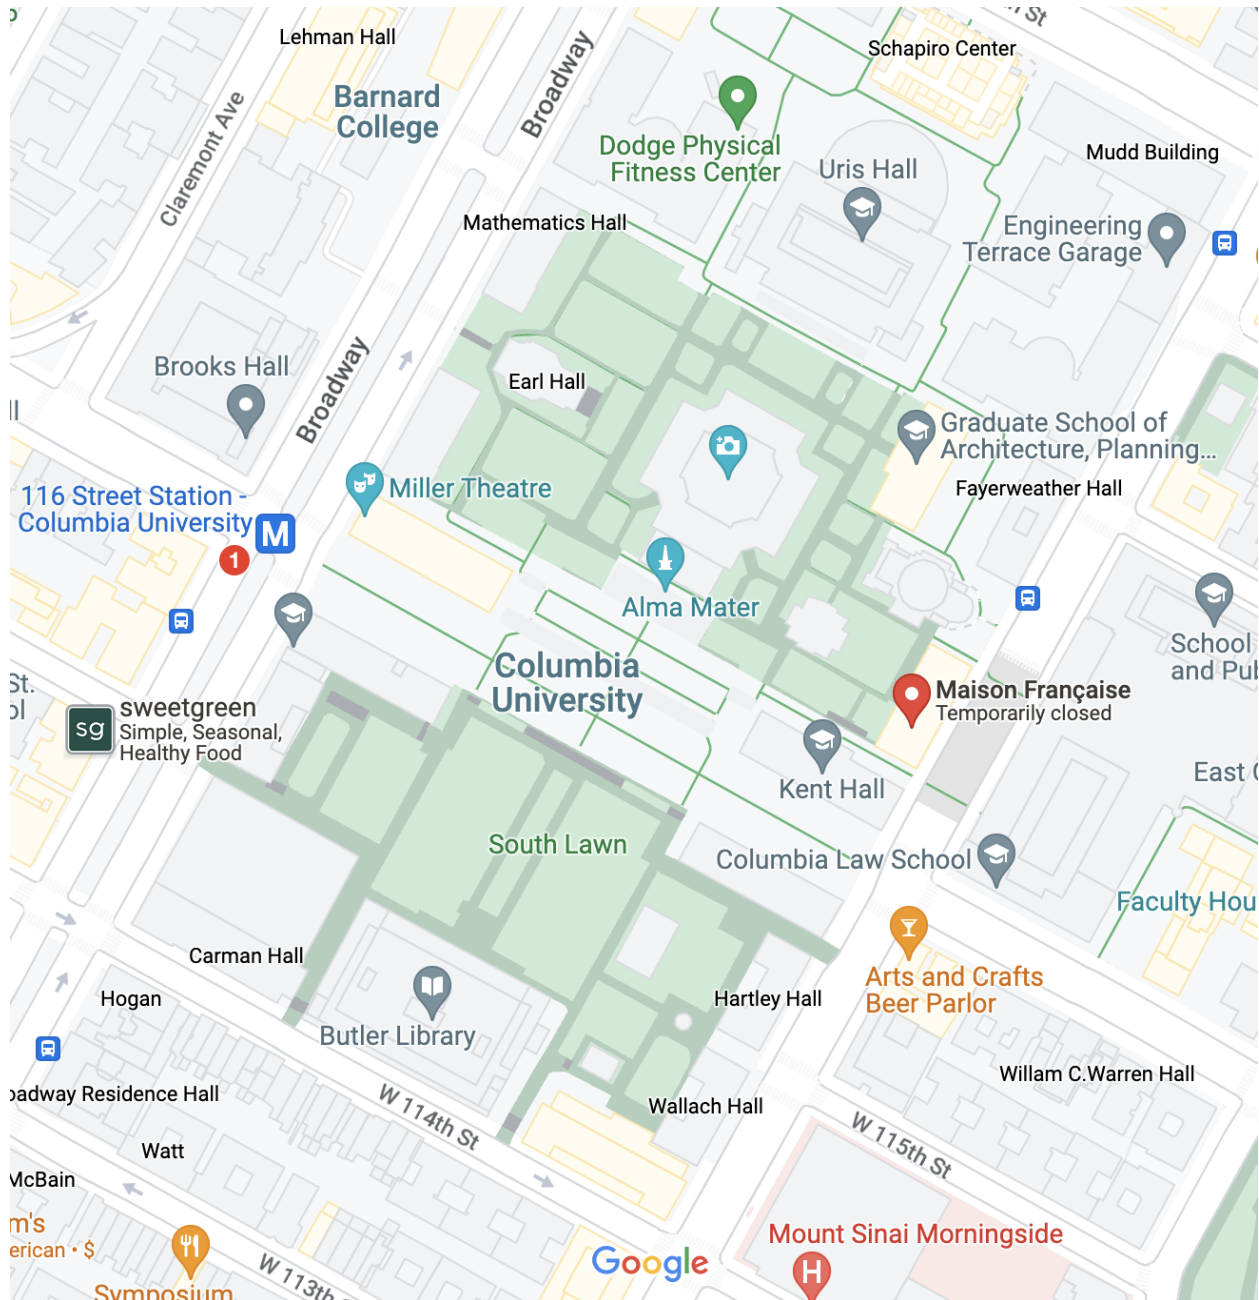 Lehman Hall
Barnard
College
Broadway
Claremont Ave
St
Schapiro Center
Dodge Physical
Fitness Center
Uris Hall
Mudd Building
Mathematics Hall
Engineering
Terrace Garage
Brooks Hall
Broadway
Earl Hall
Graduate School of
Architecture, Planning...
Fayerweather Hall
116 Street Station -
Columbia University
M
1
Miller Theatre
Alma Mater
School
Columbia
University
St.
sweetgreen
Simple, Seasonal,
Healthy Food
sg
Maison Française
Temporarily closed
Kent Hall
East
South Lawn
Columbia Law School
Faculty Hou
Carman Hall
Hogan
Butler Library
Hartley Hall
Arts and Crafts
Beer Parlor
oadway Residence Hall
Willam C.Warren Hall
W 114th St
Wallach Hall
W 115th St
Watt
McBain
m's
erican • $
Symposium
W 113th
Google
Mount Sinai Morningside
H